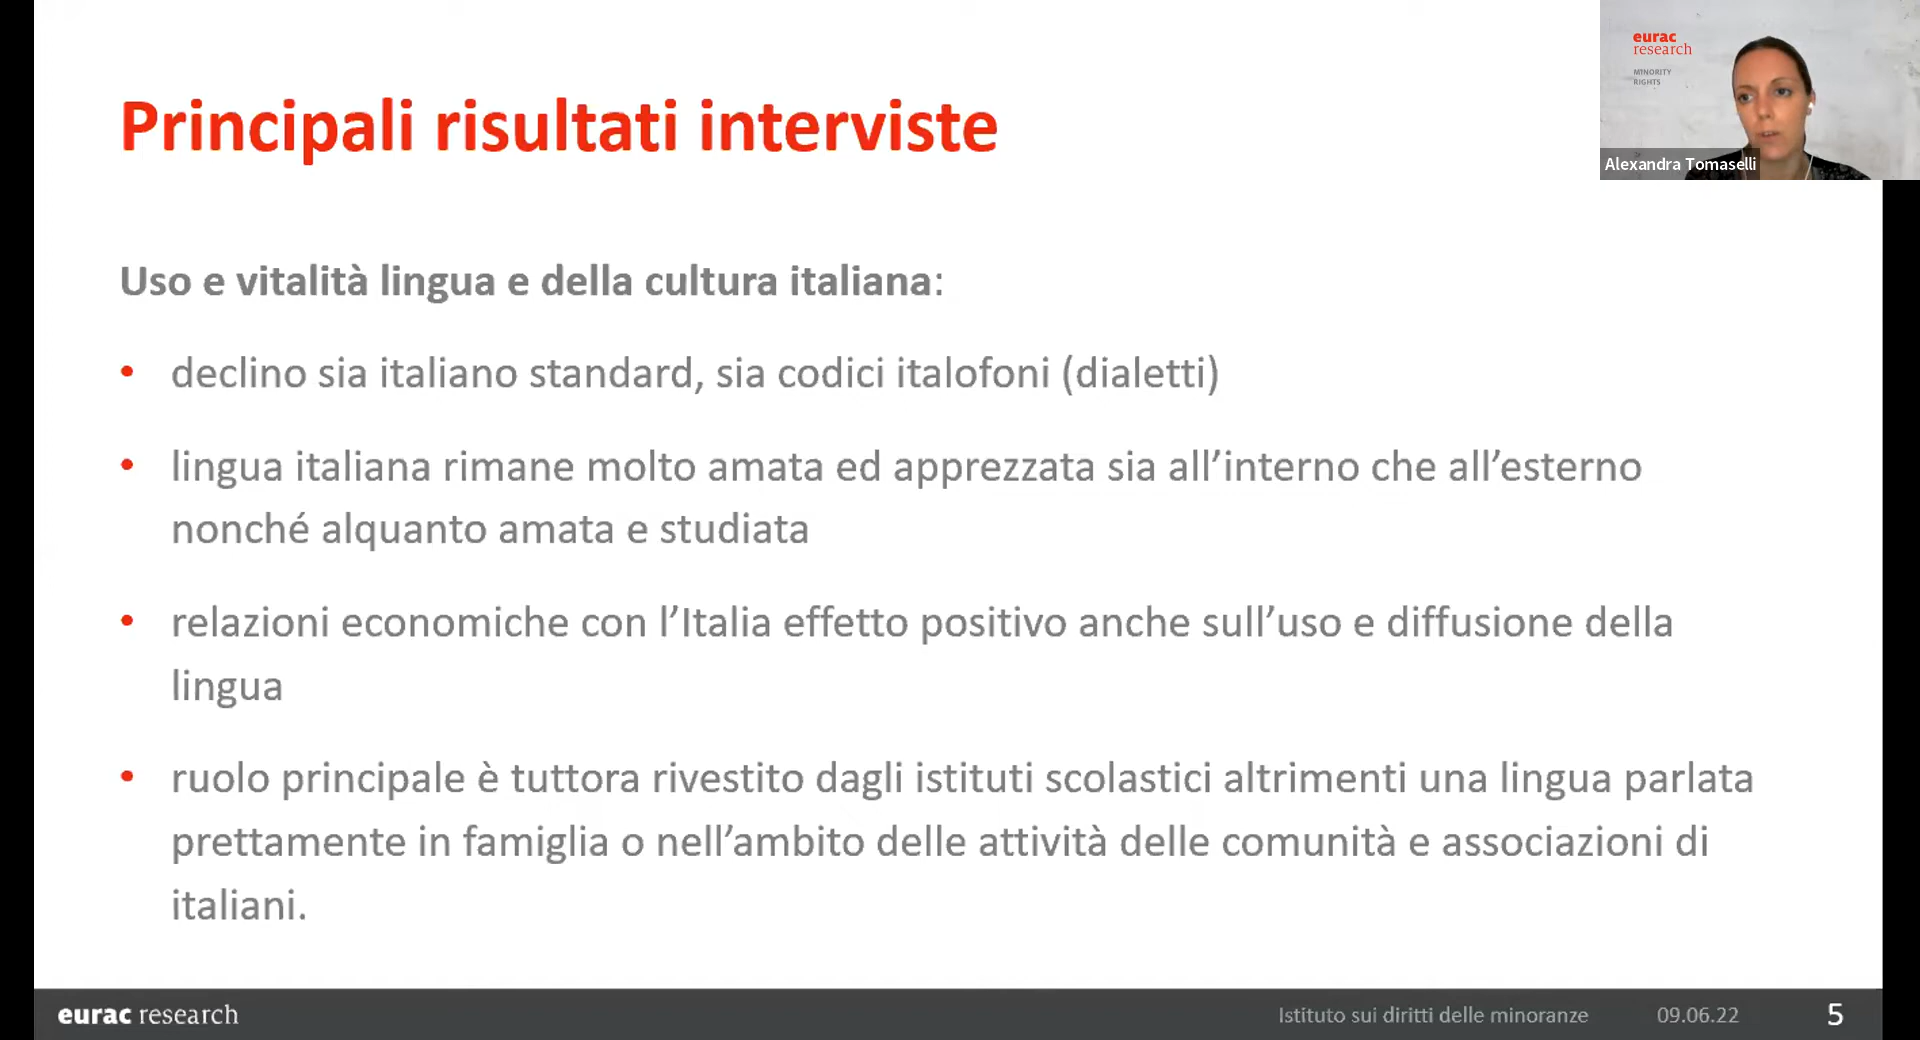 Principali risultati interviste
eurac
research
MINORITY
RIGHTS
Alexandra Tomaselli
Uso e vitalità lingua e della cultura italiana:
• declino sia italiano standard, sia codici italofoni (dialetti)
• lingua italiana rimane molto amata ed apprezzata sia all’interno che all’esterno
nonché alquanto amata e studiata
• relazioni economiche con l’Italia effetto positivo anche sull’uso e diffusione della
lingua
• ruolo principale è tuttora rivestito dagli istituti scolastici altrimenti una lingua parlata
prettamente in famiglia o nell’ambito delle attività delle comunità e associazioni di
italiani.
eurac research
Istituto sui diritti delle minoranze 09.06.22 5